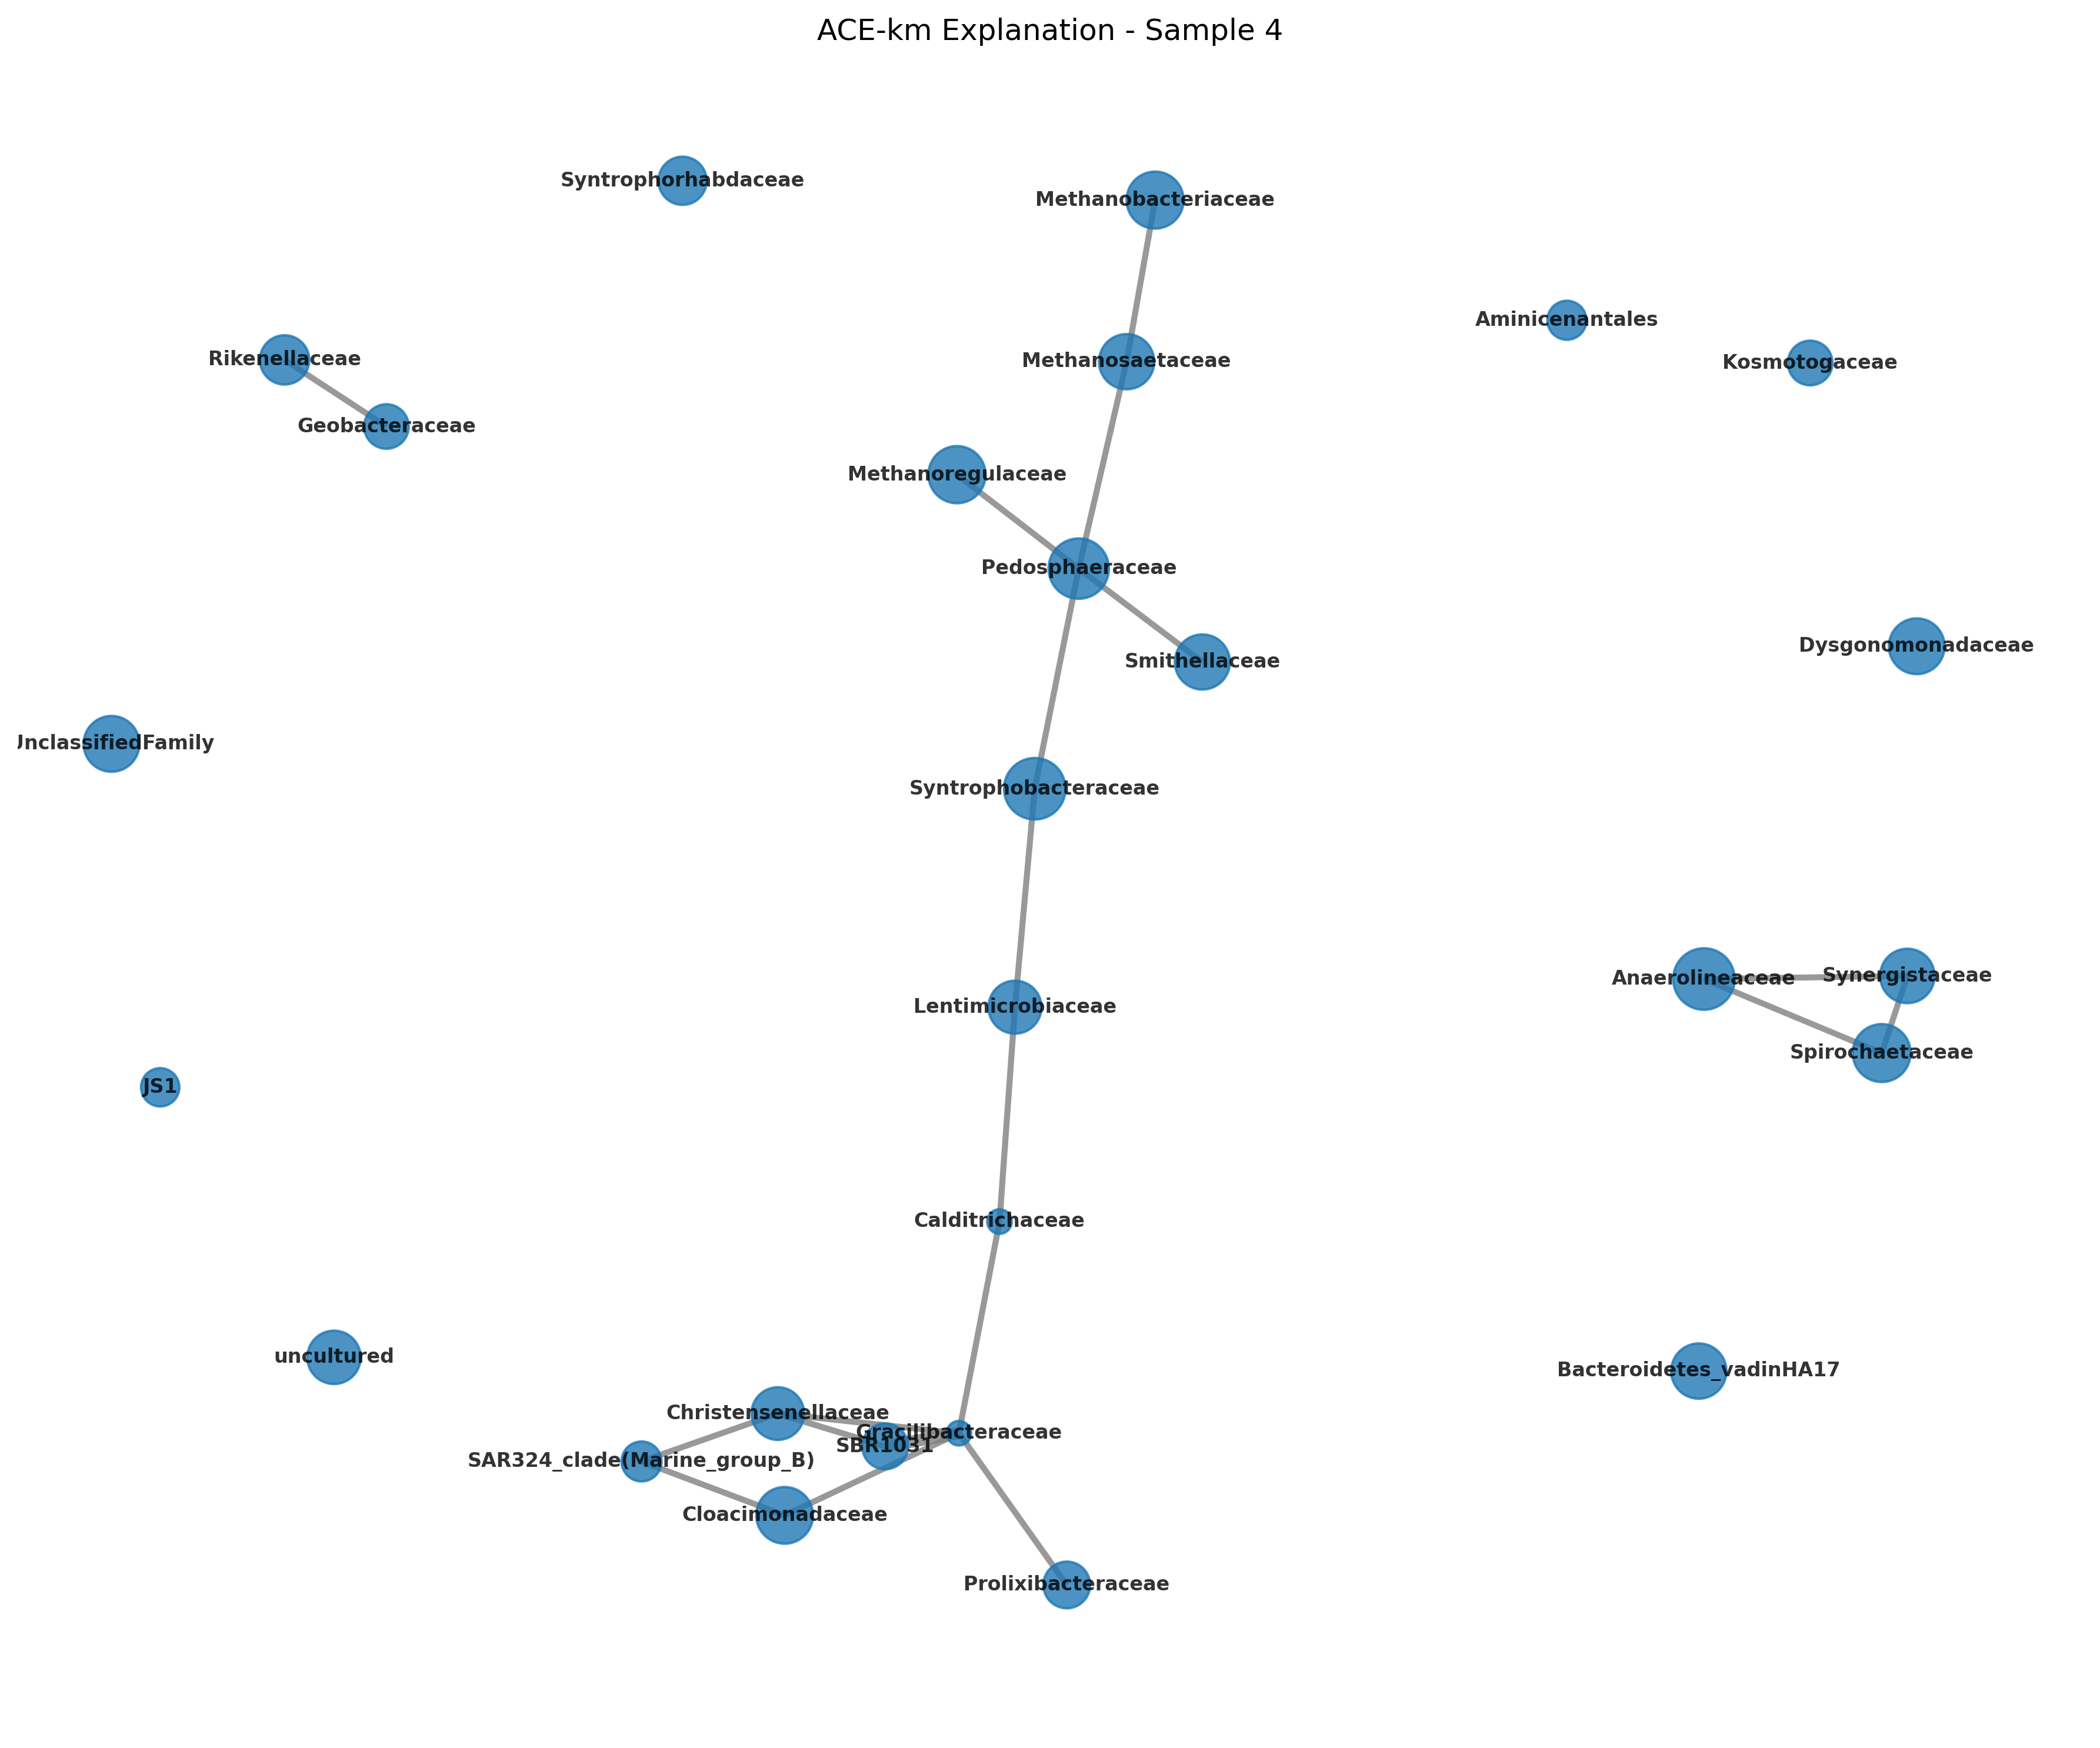 ACE-km Explanation - Sample 4
Syntrophorhabdaceae
Methanobacteriaceae
Aminicenantales
Rikenellaceae
Methanosaetaceae
Kosmotogaceae
Geobacteraceae
Methanoregulaceae
Pedosphaeraceae
Smithellaceae
Dysgonomonadaceae
UnclassifiedFamily
Syntrophobacteraceae
Anaerolineaceae
Synergistaceae
Lentimicrobiaceae
Spirochaetaceae
JS1
Calditrichaceae
uncultured
Bacteroidetes_vadinHA17
Christensenellaceae
Gracilibacteraceae
SBR1031
SAR324_clade(Marine_group_B)
Cloacimonadaceae
Prolixibacteraceae